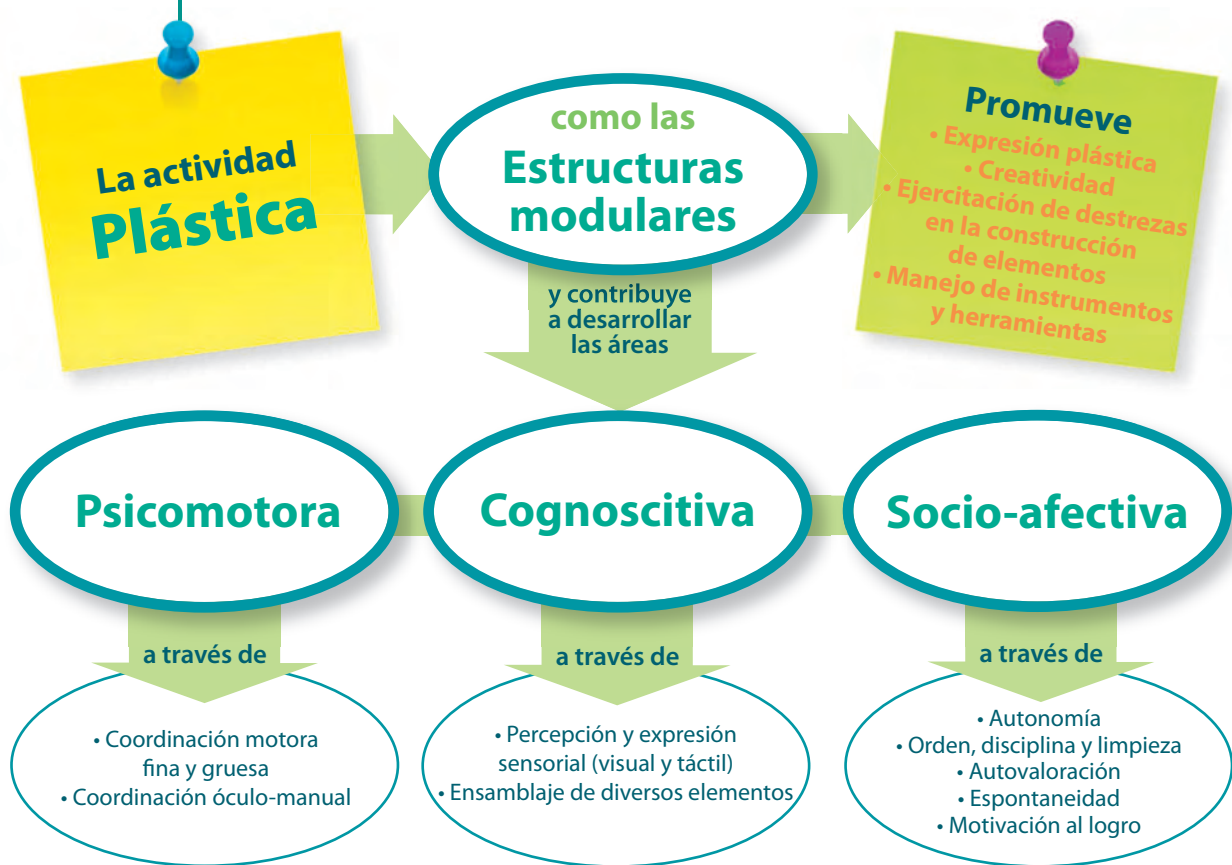 La actividad
Plástica
como las
Estructuras
modulares
Promueve
• Expresión plástica
• Creatividad
• Ejercitación de destrezas
en la construcción
de elementos
• Manejo de instrumentos
y herramientas
y contribuye
a desarrollar
las áreas
Psicomotora
Cognoscitiva
Socio-afectiva
a través de
a través de
a través de
• Coordinación motora
fina y gruesa
• Coordinación óculo-manual
• Percepción y expresión
sensorial (visual y táctil)
• Ensamblaje de diversos elementos
• Autonomía
• Orden, disciplina y limpieza
• Autovaloración
• Espontaneidad
• Motivación al logro